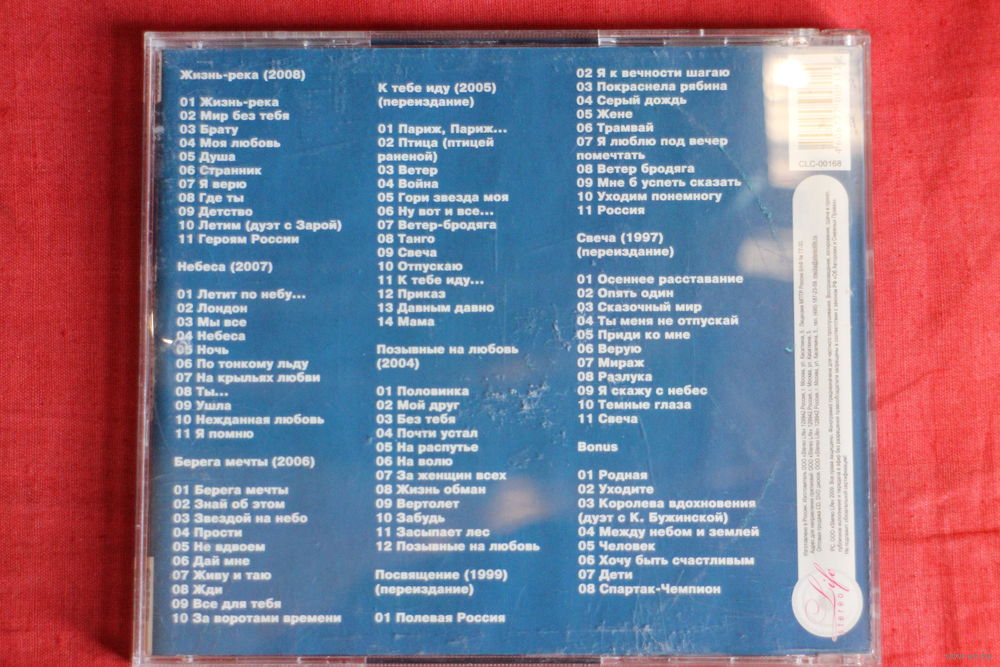 Жизнь-река (2008)
01 Жизнь-река
02 Мир без тебя
03 Брату
04 Моя любовь
05 Душа
06 Странник
07 Я верю
08 Где ты
09 Детство
10 Летим (дуэт с Зарой)
11 Героям России
Небеса (2007)
01 Летит по небу...
02 Лондон
03 Мы все
04 Небеса
05 Ночь
06 По тонкому льду
07 На крыльях любви
08 Ты...
09 Ушла
10 Нежданная любовь
11 Я помню
Берега мечты (2006)
01 Берега мечты
02 Знай об этом
03 Звездой на небо
04 Прости
05 Не вдвоем
06 Дай мне
07 Живу и таю
08 Жди
09 Все для тебя
10 За воротами времени
К тебе иду (2005)
(переиздание)
01 Париж, Париж...
02 Птица (птицей
раненой)
03 Ветер
04 Война
05 Гори звезда моя
06 Ну вот и все...
07 Ветер-бродяга
08 Танго
09 Свеча
10 Отпускаю
11 К тебе иду...
12 Приказ
13 Давным давно
14 Мама
Позывные на любовь
(2004)
01 Половинка
02 Мой друг
03 Без тебя
04 Почти устал
05 На распутье
06 На волю
07 За женщин всех
08 Жизнь обман
09 Вертолет
10 Забудь
11 Засыпает лес
12 Позывные на любовь
Посвящение (1999)
(переиздание)
01 Полевая Россия
02 Я к вечности шагаю
03 Покраснела рябина
04 Серый дождь
05 Жене
06 Трамвай
07 Я люблю под вечер
помечтать
08 Ветер бродяга
09 Мне б успеть сказать
10 Уходим понемногу
11 Россия
Свеча (1997)
(переиздание)
01 Осеннее расставание
02 Опять один
03 Сказочный мир
04 Ты меня не отпускай
05 Приди ко мне
06 Верую
07 Мираж
08 Разлука
09 Я скажу с небес
10 Темные глаза
11 Свеча
Bonus
01 Родная
02 Уходите
03 Королева вдохновения
(дуэт с К. Бужинской)
04 Между небом и землей
05 Человек
06 Хочу быть счастливым
07 Дети
08 Спартак-Чемпион
CLC-00168
Life
stereo